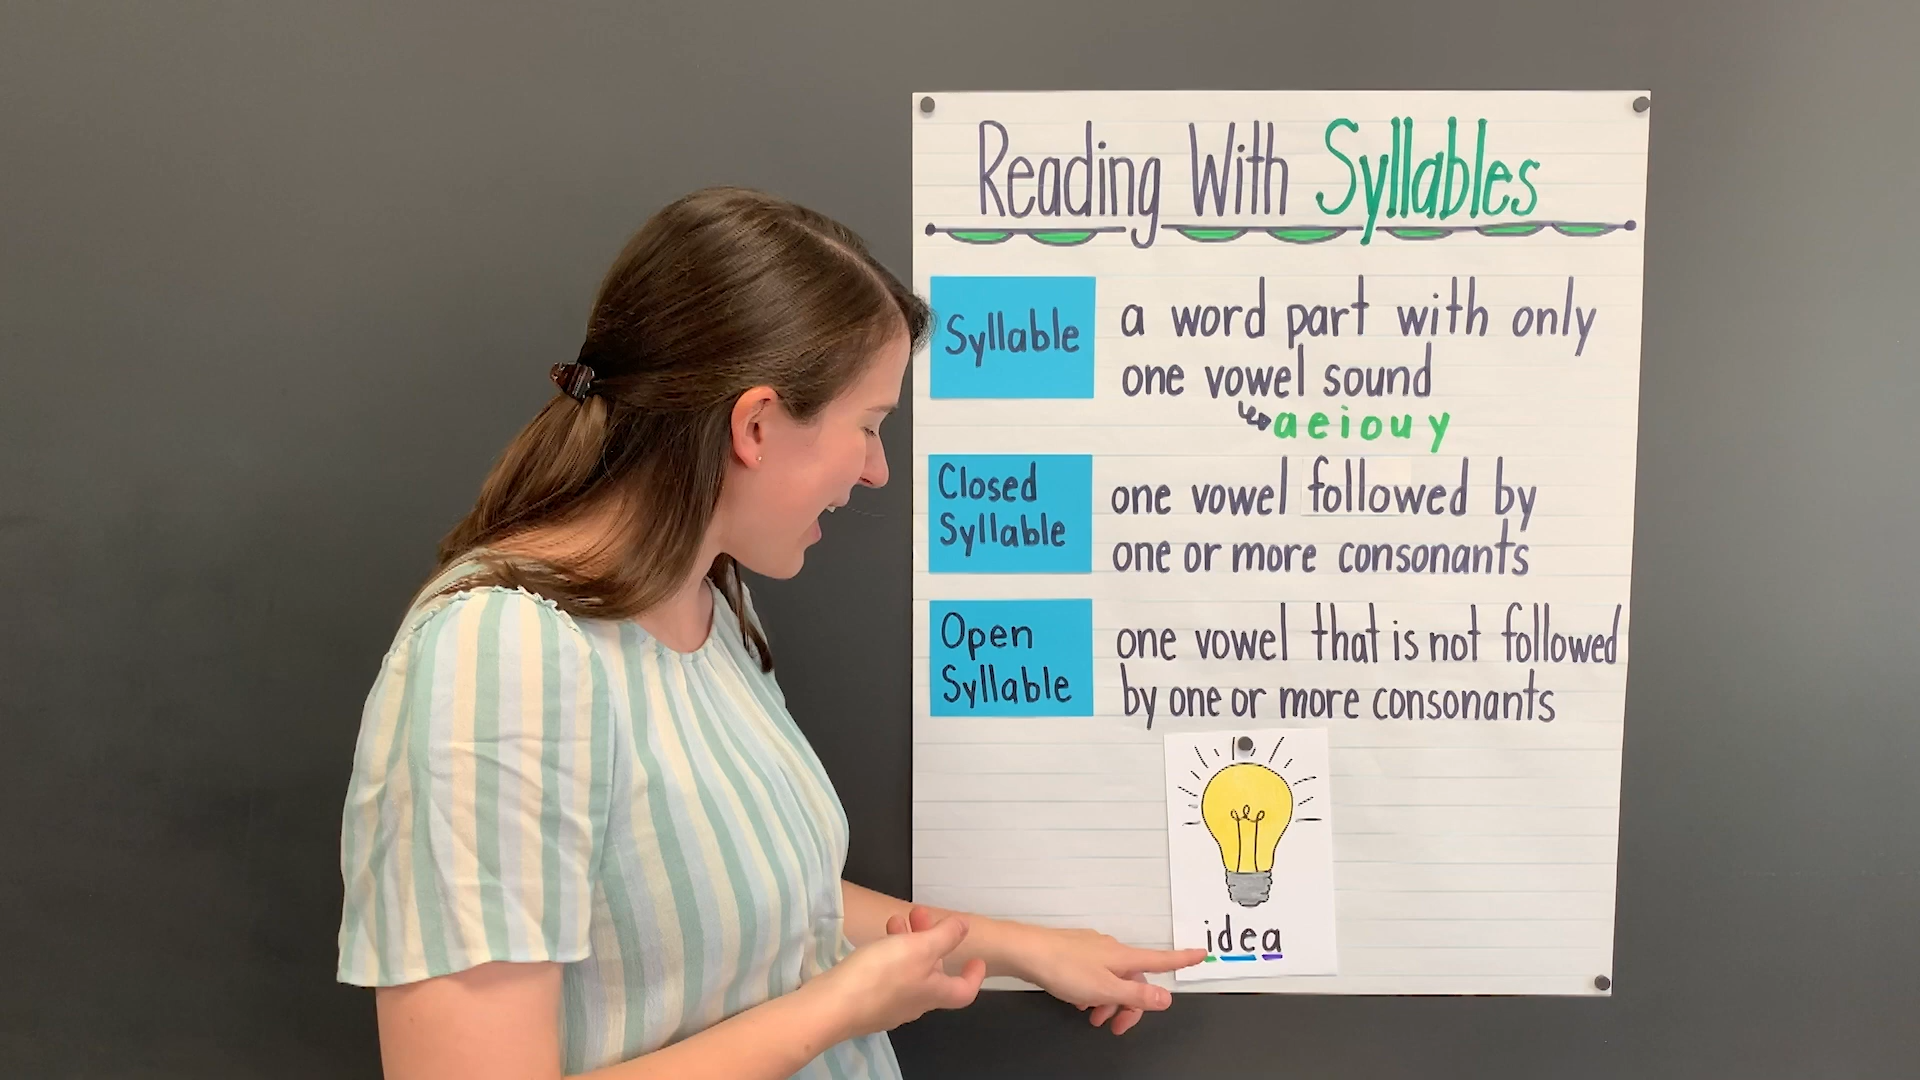 Reading With Syllables
Syllable
a word part with only
one vowel sound
a e i o u y
Closed
Syllable
one vowel followed by
one or more consonants
Open
Syllable
one vowel that is not followed
by one or more consonants
idea